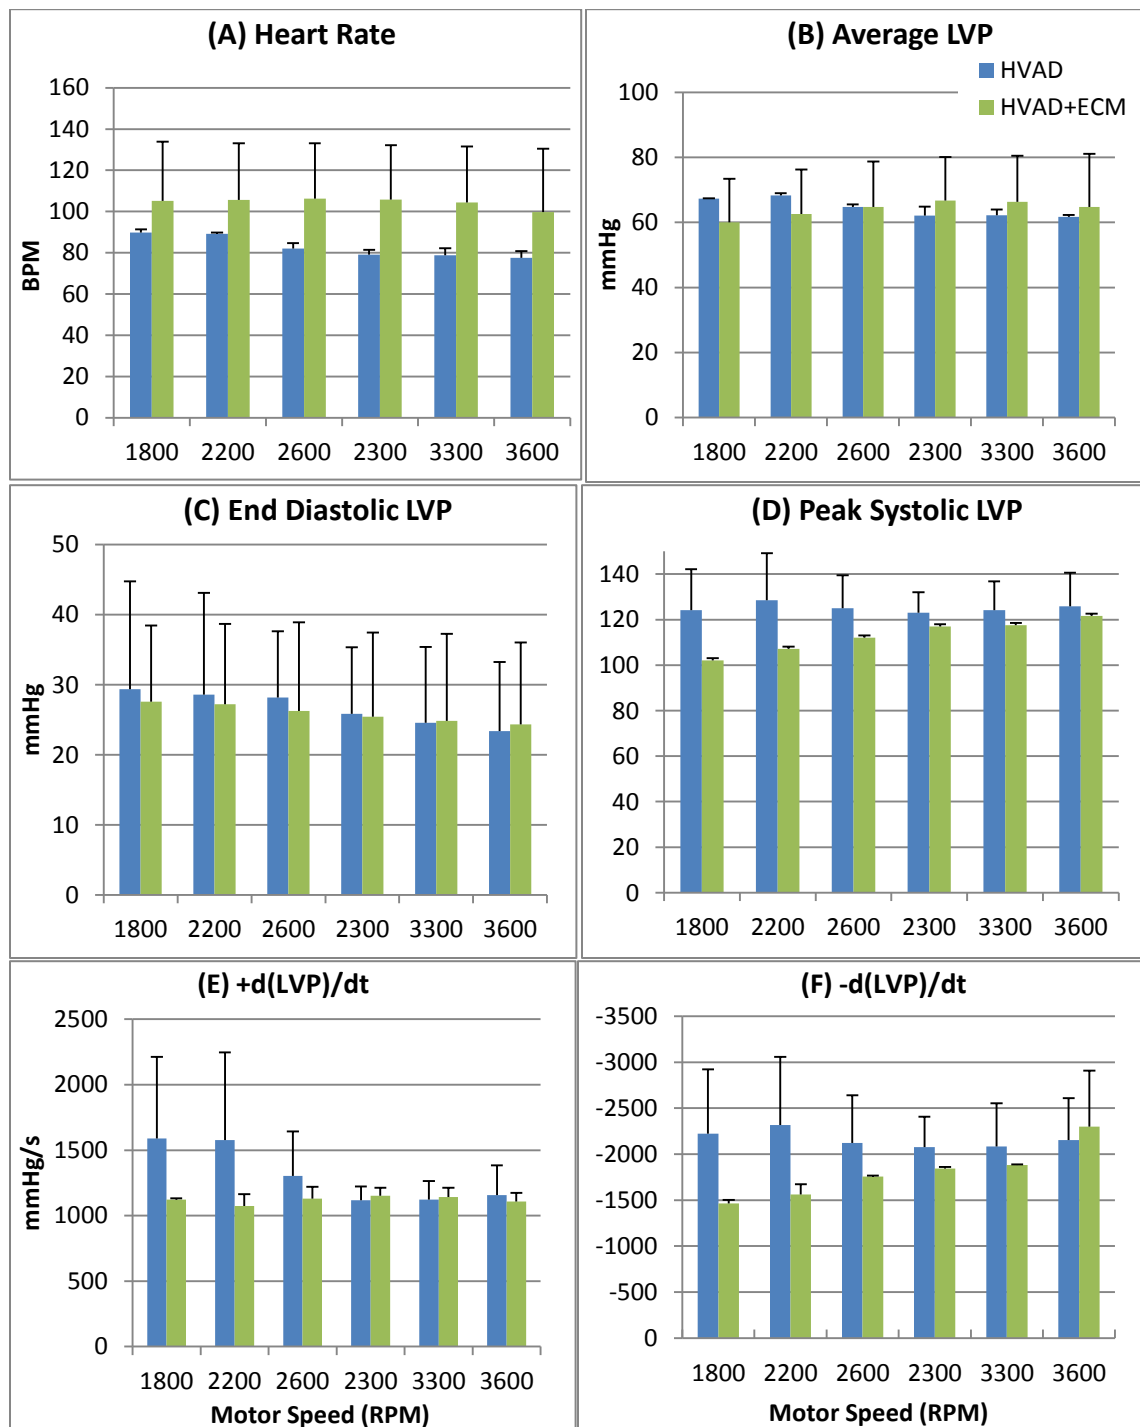 (A) Heart Rate
BPM
160
140
120
100
80
60
40
20
0
1800 2200 2600 2300 3300 3600
(B) Average LVP
HVAD
HVAD+ECM
mmHg
100
80
60
40
20
0
1800 2200 2600 2300 3300 3600
(C) End Diastolic LVP
mmHg
50
40
30
20
10
0
1800 2200 2600 2300 3300 3600
(D) Peak Systolic LVP
140
120
100
80
60
40
20
0
1800 2200 2600 2300 3300 3600
(E) +d(LVP)/dt
mmHg/s
2500
2000
1500
1000
500
0
1800 2200 2600 2300 3300 3600
Motor Speed (RPM)
(F) -d(LVP)/dt
-3500
-3000
-2500
-2000
-1500
-1000
-500
0
1800 2200 2600 2300 3300 3600
Motor Speed (RPM)